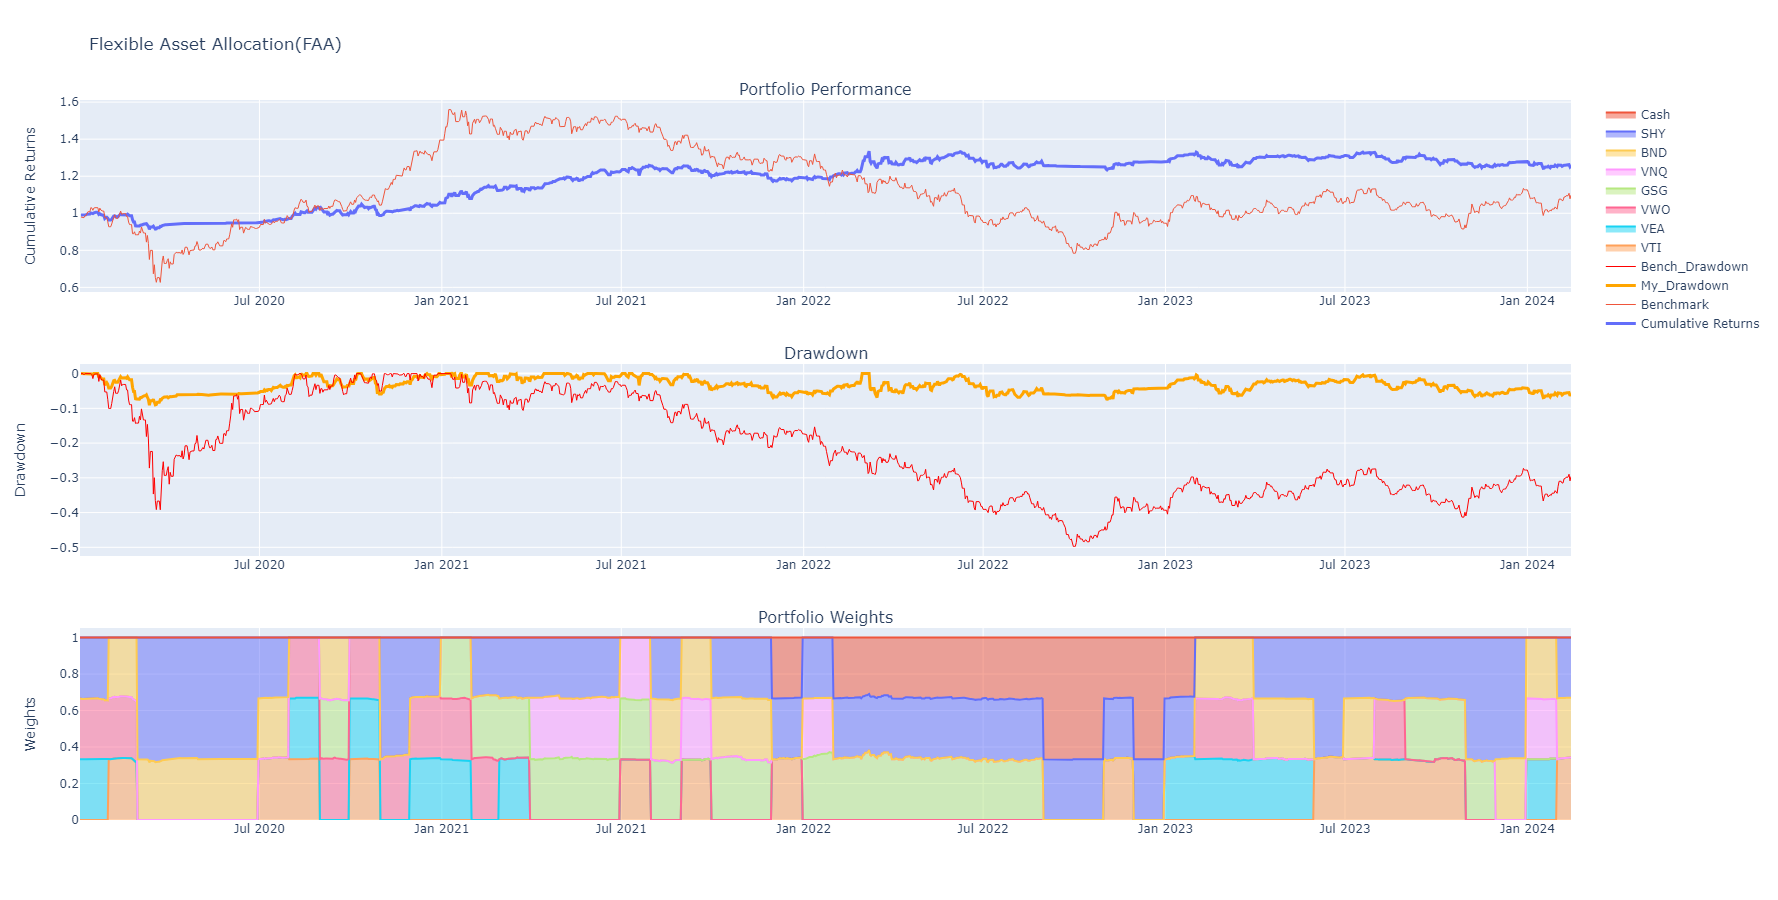 Flexible Asset Allocation(FAA)
Portfolio Performance
Cumulative Returns
1.6
1.4
1.2
1
0.8
0.6
Jul 2020 Jan 2021 Jul 2021 Jan 2022 Jul 2022 Jan 2023 Jul 2023 Jan 2024
Cash
SHY
BND
VNQ
GSG
VWO
VEA
VTI
Bench_Drawdown
My_Drawdown
Benchmark
Cumulative Returns
Drawdown
Drawdown
0
−0.1
−0.2
−0.3
−0.4
−0.5
Jul 2020 Jan 2021 Jul 2021 Jan 2022 Jul 2022 Jan 2023 Jul 2023 Jan 2024
Portfolio Weights
Weights
1
0.8
0.6
0.4
0.2
0
Jul 2020 Jan 2021 Jul 2021 Jan 2022 Jul 2022 Jan 2023 Jul 2023 Jan 2024